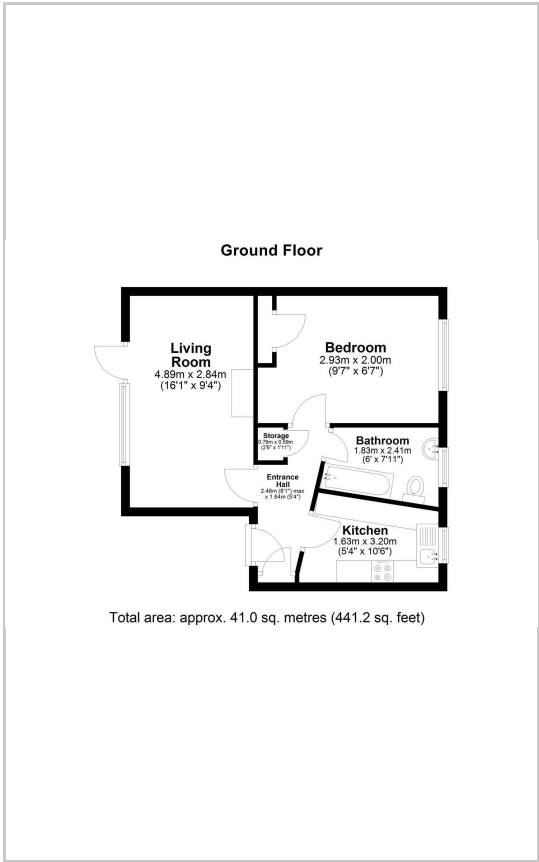 Ground Floor
Living
Room
4.89m x 2.84m
(16'1" x 9'4")
Bedroom
2.93m x 2.00m
(9'7" x 6'7")
Storage
0.76m x 0.59m
(2'6" x 1'11")
Bathroom
1.83m x 2.41m
(6' x 7'11")
Entrance
Hall
2.46m (8'1") max
x 1.64m (5'4")
Kitchen
1.63m x 3.20m
(5'4" x 10'6")
Total area: approx. 41.0 sq. metres (441.2 sq. feet)